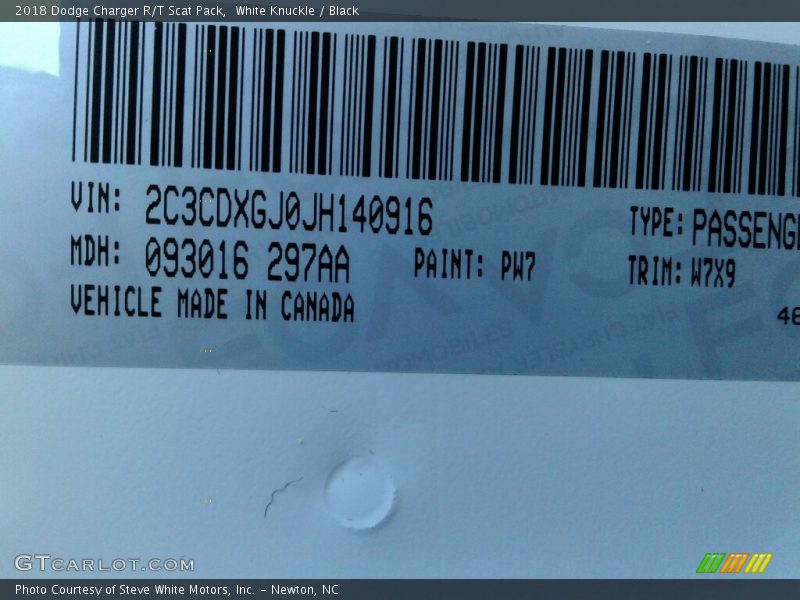 2018 Dodge Charger R/T Scat Pack, White Knuckle / Black
VIN: 2C3CDXGJ0JH140916 TYPE: PASSENG
MDH: 093016 297AA PAINT: PW7 TRIM: W7X9
VEHICLE MADE IN CANADA
48
GTCARLOT.COM
Photo Courtesy of Steve White Motors, Inc. – Newton, NC